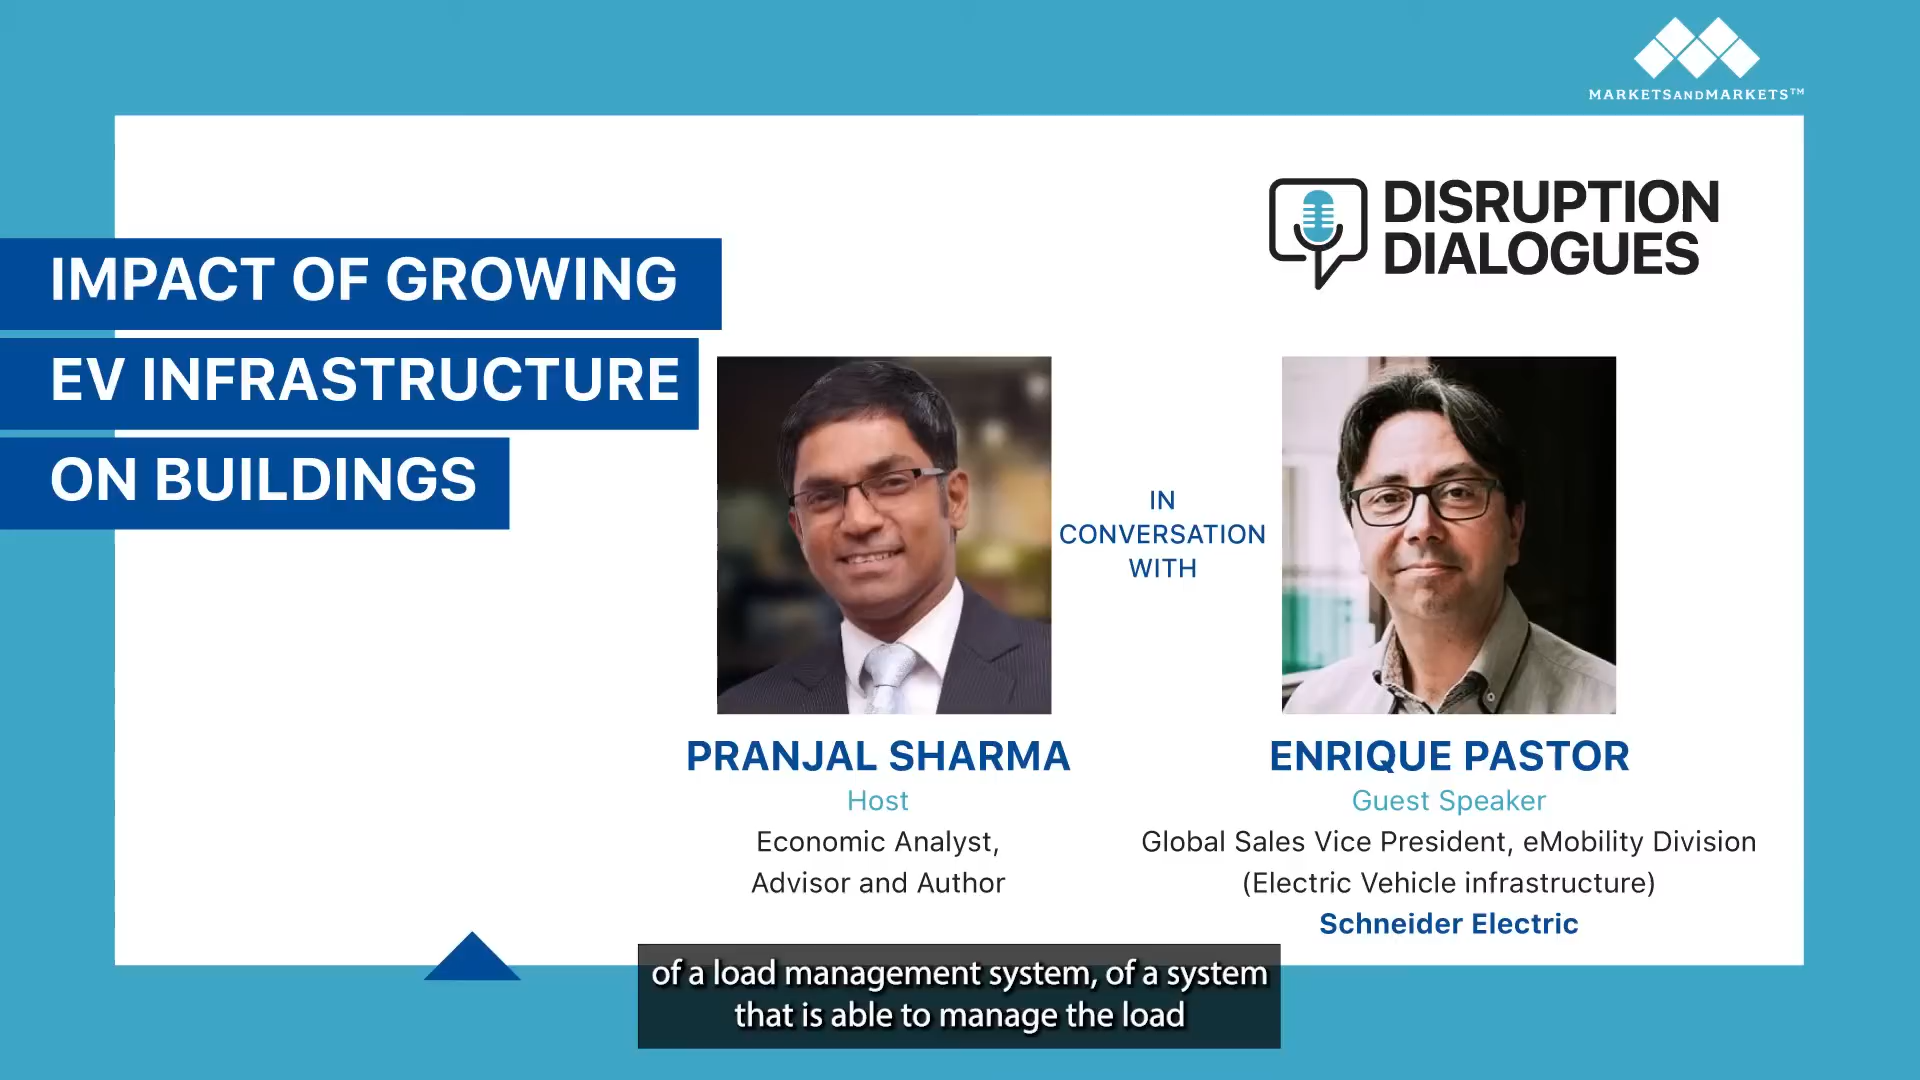 MARKETSANDMARKETS™
DISRUPTION
DIALOGUES
IMPACT OF GROWING
EV INFRASTRUCTURE
ON BUILDINGS
IN
CONVERSATION
WITH
PRANJAL SHARMA
Host
Economic Analyst,
Advisor and Author
ENRIQUE PASTOR
Guest Speaker
Global Sales Vice President, eMobility Division
(Electric Vehicle infrastructure)
Schneider Electric
of a load management system, of a system
that is able to manage the load